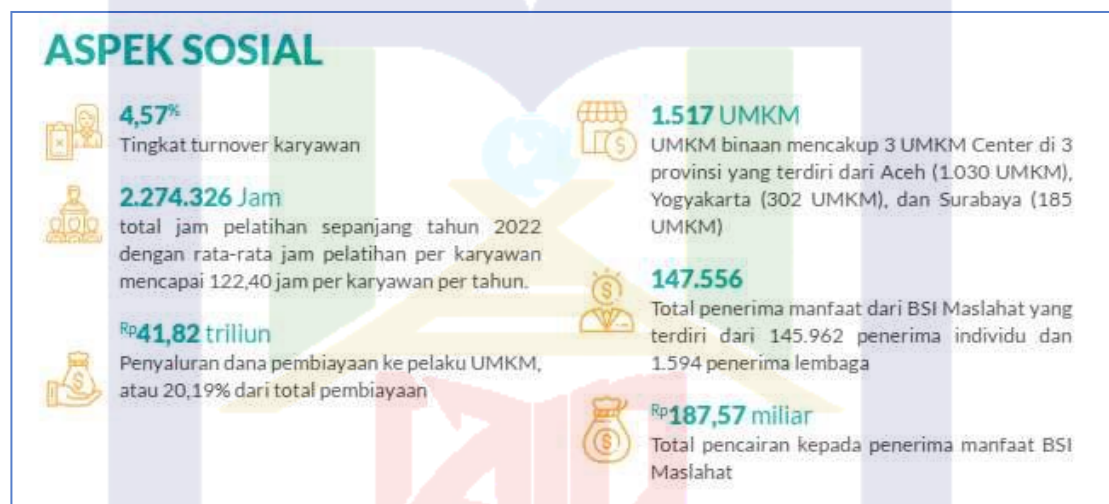 ASPEK SOSIAL
4,57%
Tingkat turnover karyawan
2.274.326 Jam
total jam pelatihan sepanjang tahun 2022
dengan rata-rata jam pelatihan per karyawan
mencapai 122,40 jam per karyawan per tahun.
Rp41,82 triliun
Penyaluran dana pembiayaan ke pelaku UMKM,
atau 20,19% dari total pembiayaan
1.517 UMKM
UMKM binaan mencakup 3 UMKM Center di 3
provinsi yang terdiri dari Aceh (1.030 UMKM),
Yogyakarta (302 UMKM), dan Surabaya (185
UMKM)
147.556
Total penerima manfaat dari BSI Maslahat yang
terdiri dari 145.962 penerima individu dan
1.594 penerima lembaga
Rp187,57 miliar
Total pencairan kepada penerima manfaat BSI
Maslahat